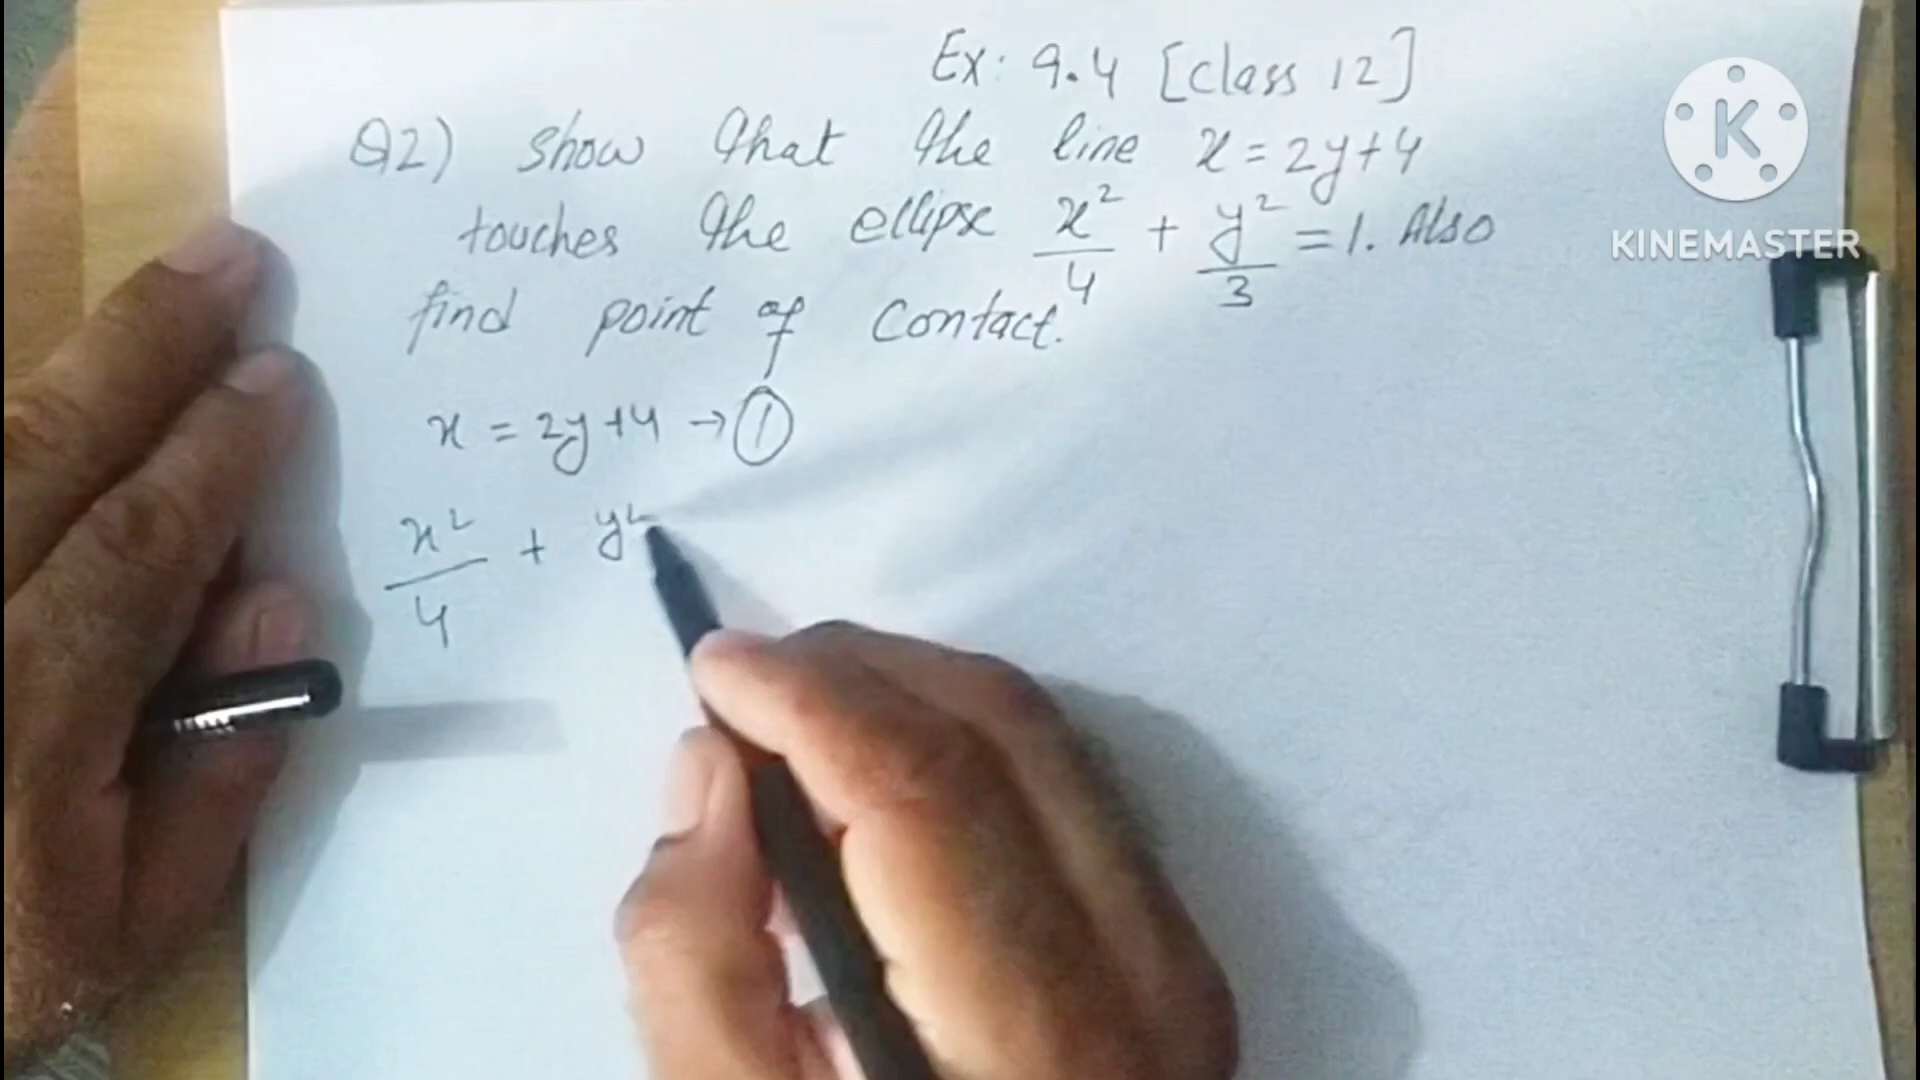 Ex: 9.4 [class 12]
Q2) show that the line x = 2y+4
touches the ellipse x²/4 + y²/3 = 1. Also
find point of contact.
x = 2y+4 → ①
x²/4 + y²
K
KINEMASTER